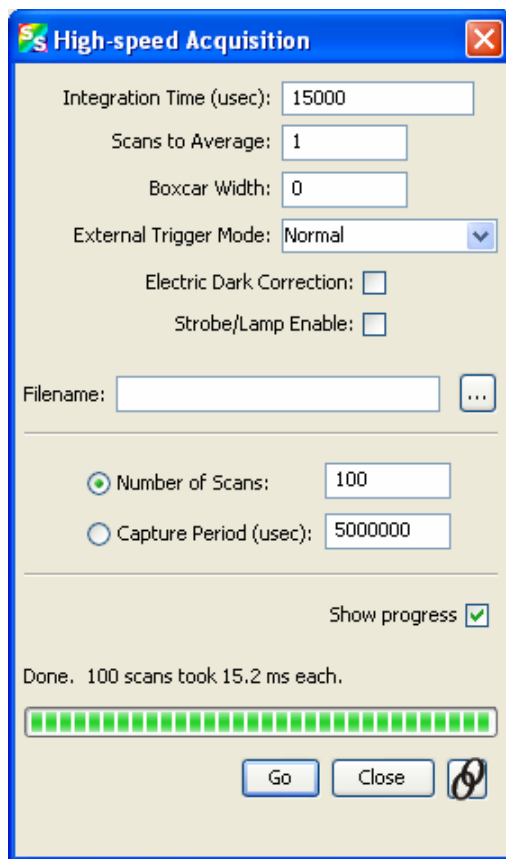 SS High-speed Acquisition
Integration Time (usec): 15000
Scans to Average: 1
Boxcar Width: 0
External Trigger Mode: Normal
Electric Dark Correction:
Strobe/Lamp Enable:
Filename: ...
Number of Scans: 100
Capture Period (usec): 5000000
Show progress
Done. 100 scans took 15.2 ms each.
Go Close